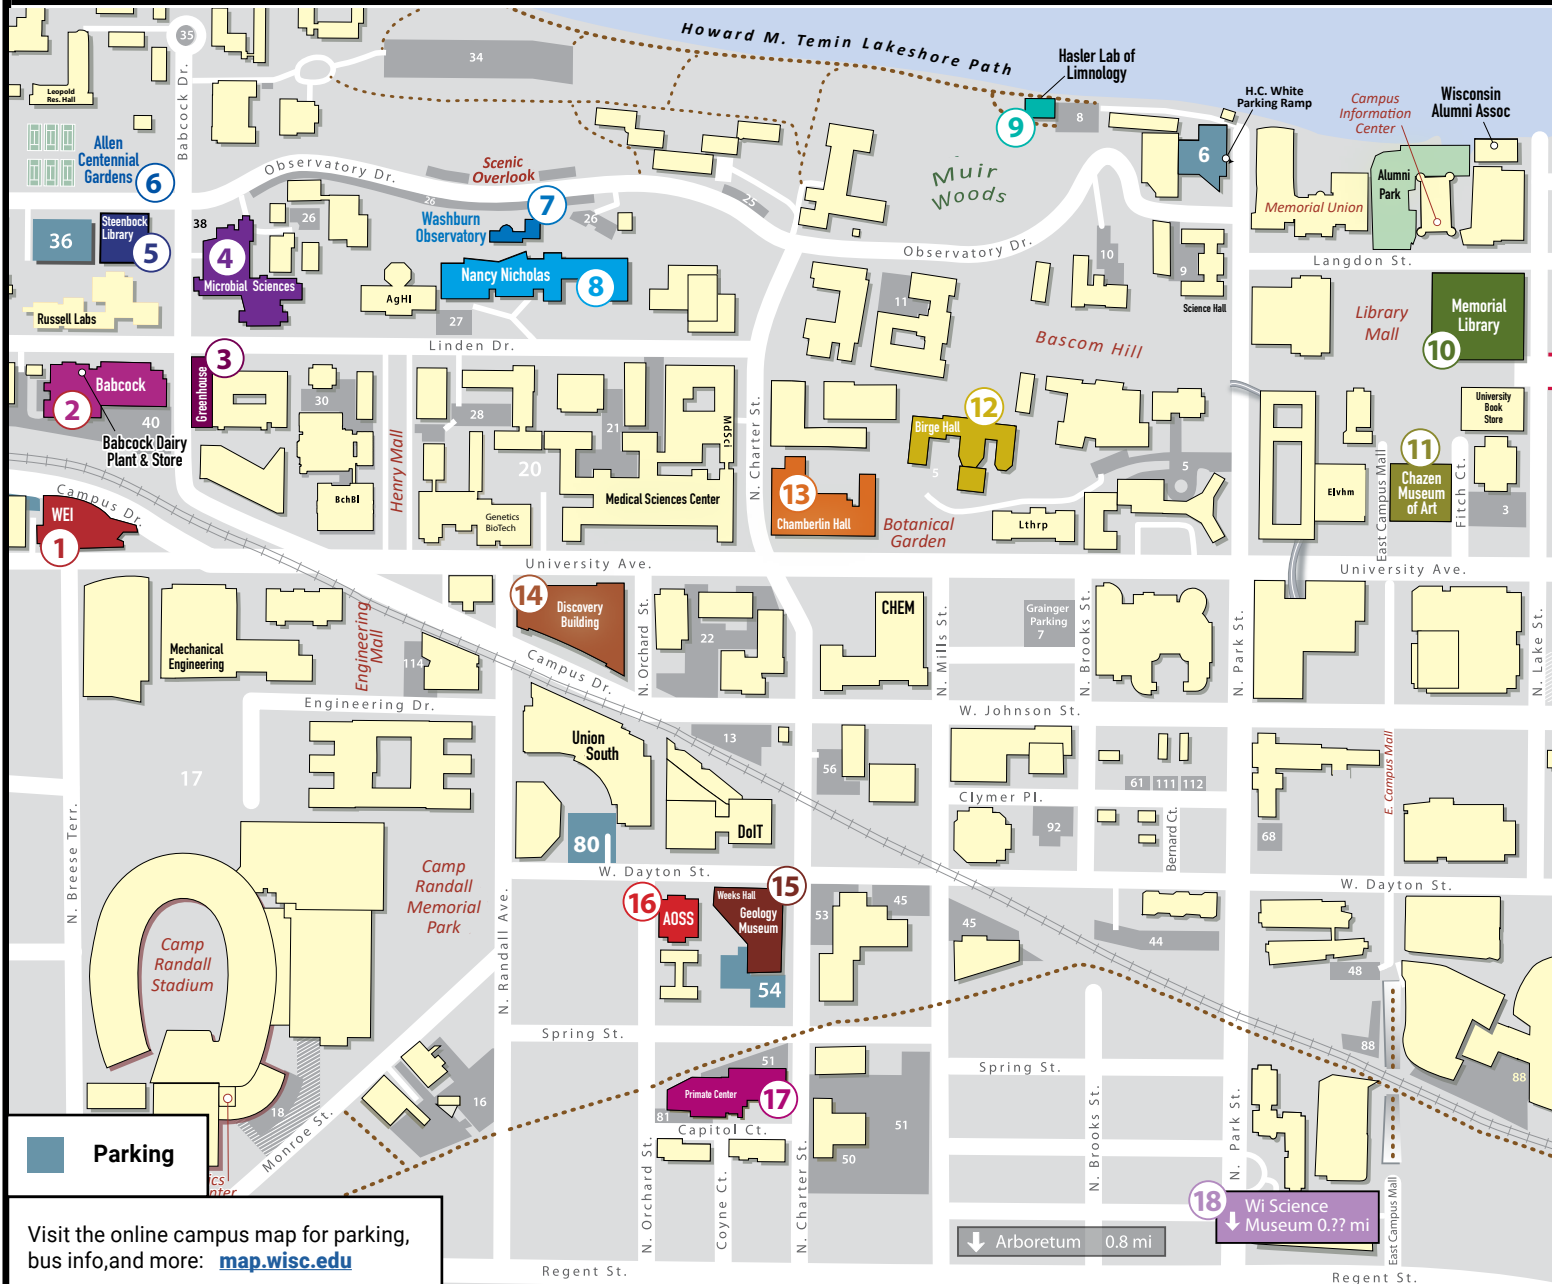 Howard M. Temin Lakeshore Path
35
34
Babcock Dr.
Leopold
Res. Hall
Allen
Centennial
Gardens
6
Hasler Lab of
Limnology
9
8
H.C. White
Parking Ramp
6
Campus
Information
Center
Wisconsin
Alumni Assoc
Alumni
Park
Memorial Union
Langdon St.
Observatory Dr.
Scenic
Overlook
26
25
Muir
Woods
36
Steenbock
Library
5
38
26
4
Microbial Sciences
Washburn
Observatory
7
26
Nancy Nicholas
8
AgHl
27
Observatory Dr.
10
9
Science Hall
11
Russell Labs
Linden Dr.
Bascom Hill
Library
Mall
Memorial
Library
10
3
Greenhouse
Babcock
2
40
Babcock Dairy
Plant & Store
30
28
21
20
MdSci
Henry Mall
BchBl
Genetics
BioTech
Medical Sciences Center
N. Charter St.
12
Birge Hall
5
5
13
Chamberlin Hall
Botanical
Garden
Lthrp
Elvhm
University
Book
Store
11
Chazen
Museum
of Art
East Campus Mall
Fitch Ct.
3
Campus Dr.
WEI
1
University Ave.
University Ave.
14
Discovery
Building
N. Orchard St.
22
CHEM
N. Mills St.
Grainger
Parking
7
N. Brooks St.
N. Park St.
N. Lake St.
Mechanical
Engineering
Engineering
Mall
114
Campus Dr.
Engineering Dr.
W. Johnson St.
17
Union
South
13
56
61
111
112
Clymer Pl.
92
Bernard Ct.
68
E. Campus Mall
80
DoIT
W. Dayton St.
W. Dayton St.
N. Breese Terr.
Camp
Randall
Memorial
Park
Camp
Randall
Stadium
N. Randall Ave.
16
AOSS
15
Weeks Hall
Geology
Museum
54
53
45
45
44
48
88
88
Spring St.
Spring St.
51
Primate Center
17
81
Capitol Ct.
51
50
18
16
Monroe St.
N. Orchard St.
Coyne Ct.
N. Charter St.
N. Brooks St.
N. Park St.
East Campus Mall
18
Wi Science
Museum 0.?? mi
Arboretum 0.8 mi
Regent St.
Regent St.
Parking
ics
nter
Visit the online campus map for parking,
bus info,and more: map.wisc.edu